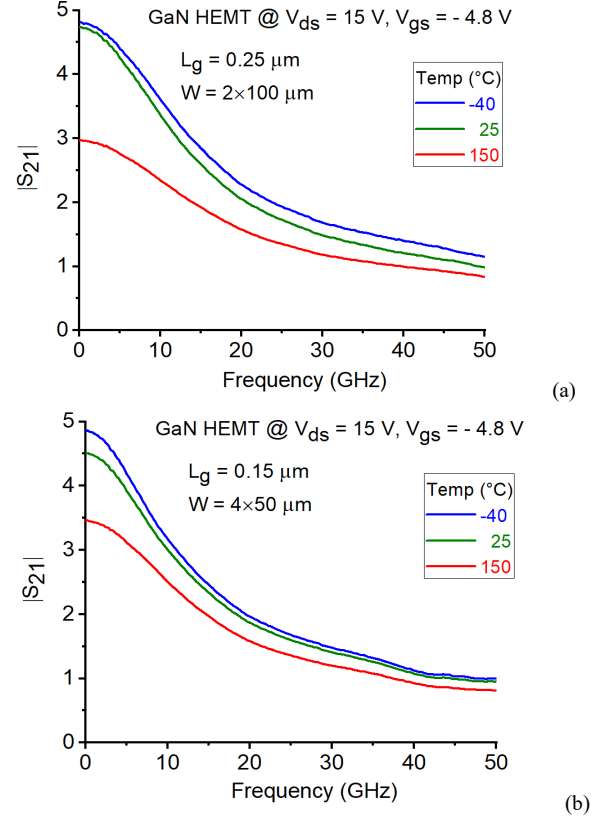 GaN HEMT @ Vds = 15 V, Vgs = - 4.8 V
Lg = 0.25 μm
W = 2×100 μm
Temp (°C)
-40
25
150
|S21|
5
4
3
2
1
0
0 10 20 30 40 50
Frequency (GHz)
(a)
GaN HEMT @ Vds = 15 V, Vgs = - 4.8 V
Lg = 0.15 μm
W = 4×50 μm
Temp (°C)
-40
25
150
|S21|
5
4
3
2
1
0
0 10 20 30 40 50
Frequency (GHz)
(b)